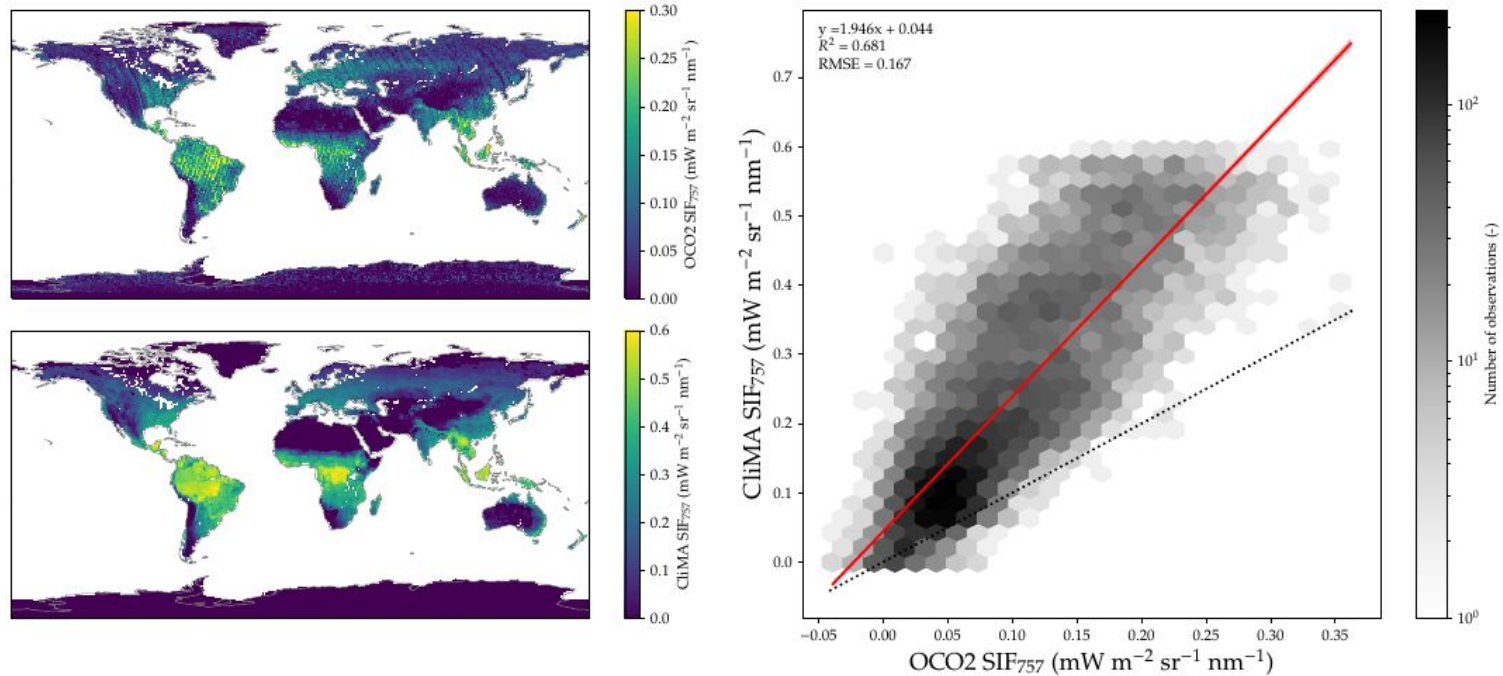 0.30
0.25
0.20
0.15
0.10
0.05
0.00
OCO2 SIF₇₅₇ (mW m⁻² sr⁻¹ nm⁻¹)
0.6
0.5
0.4
0.3
0.2
0.1
0.0
CliMA SIF₇₅₇ (mW m⁻² sr⁻¹ nm⁻¹)
y =1.946x + 0.044
R² = 0.681
RMSE = 0.167
0.7
0.6
0.5
0.4
0.3
0.2
0.1
0.0
CliMA SIF₇₅₇ (mW m⁻² sr⁻¹ nm⁻¹)
−0.05 0.00 0.05 0.10 0.15 0.20 0.25 0.30 0.35
OCO2 SIF₇₅₇ (mW m⁻² sr⁻¹ nm⁻¹)
10²
10¹
10⁰
Number of observations (-)